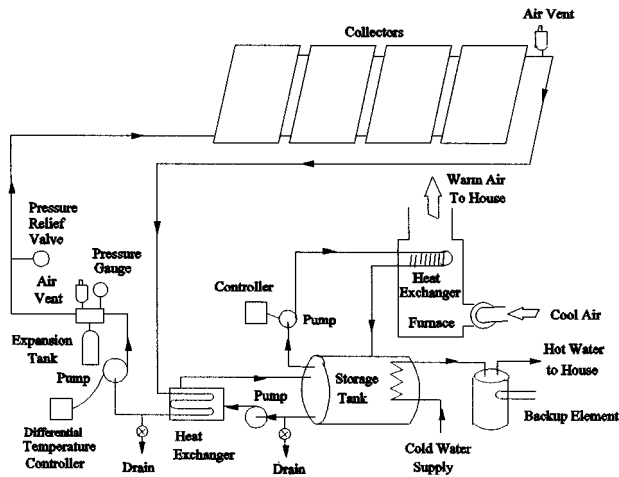 Air Vent
Collectors
Warm Air
To House
Pressure
Relief
Valve
Pressure
Gauge
Air
Vent
Controller
Pump
Heat
Exchanger
Furnace
Cool Air
Expansion
Tank
Pump
Differential
Temperature
Controller
Drain
Heat
Exchanger
Pump
Drain
Storage
Tank
Cold Water
Supply
Hot Water
to House
Backup Element